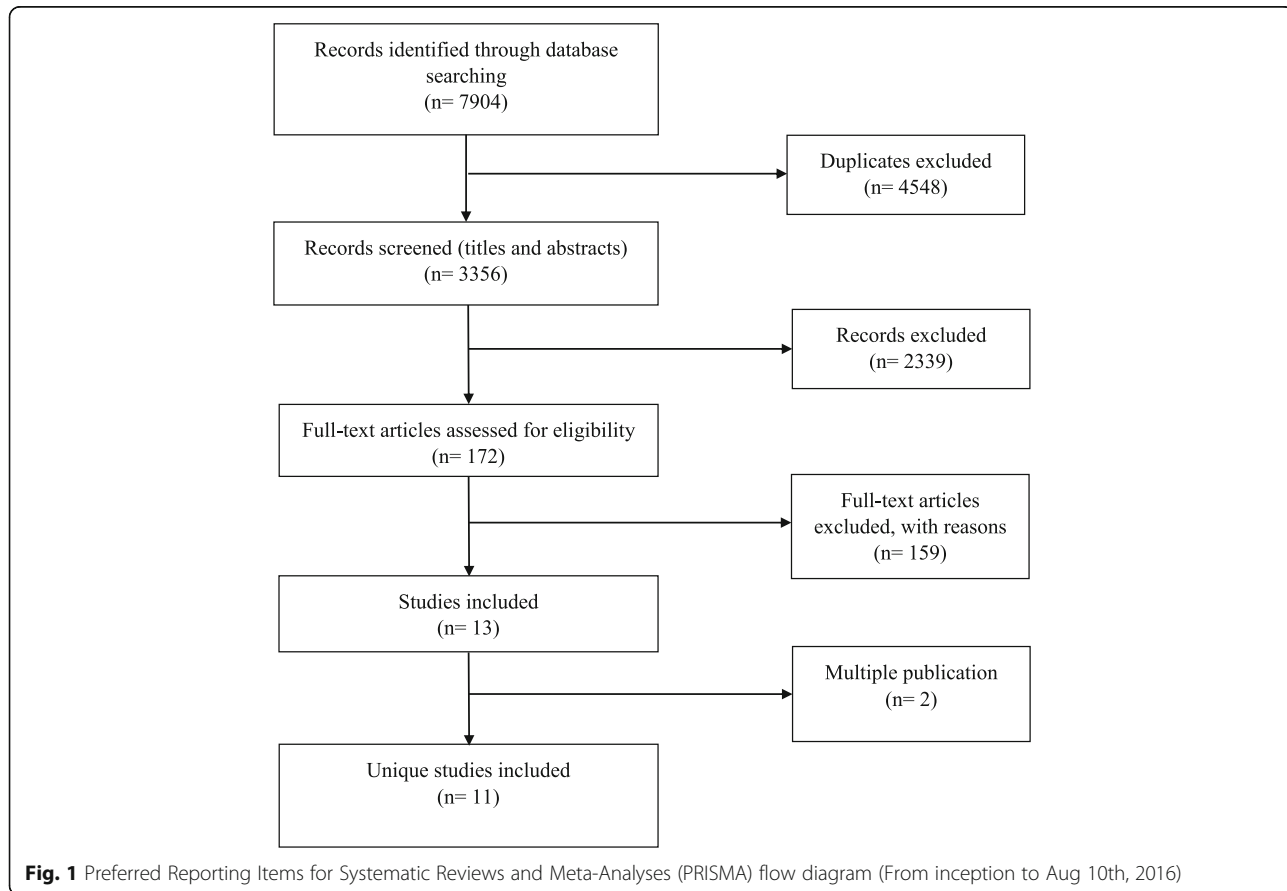 Records identified through database
searching
(n= 7904)
Duplicates excluded
(n= 4548)
Records screened (titles and abstracts)
(n= 3356)
Records excluded
(n= 2339)
Full-text articles assessed for eligibility
(n= 172)
Full-text articles
excluded, with reasons
(n= 159)
Studies included
(n= 13)
Multiple publication
(n= 2)
Unique studies included
(n= 11)
Fig. 1 Preferred Reporting Items for Systematic Reviews and Meta-Analyses (PRISMA) flow diagram (From inception to Aug 10th, 2016)